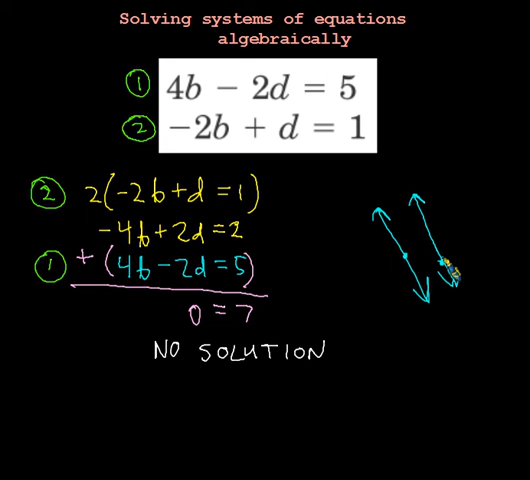 Solving systems of equations
algebraically
① 4b − 2d = 5
② −2b + d = 1
② 2(-2b+d=1)
-4b+2d=2
① + (4b-2d=5)
0 = 7
NO SOLUTION